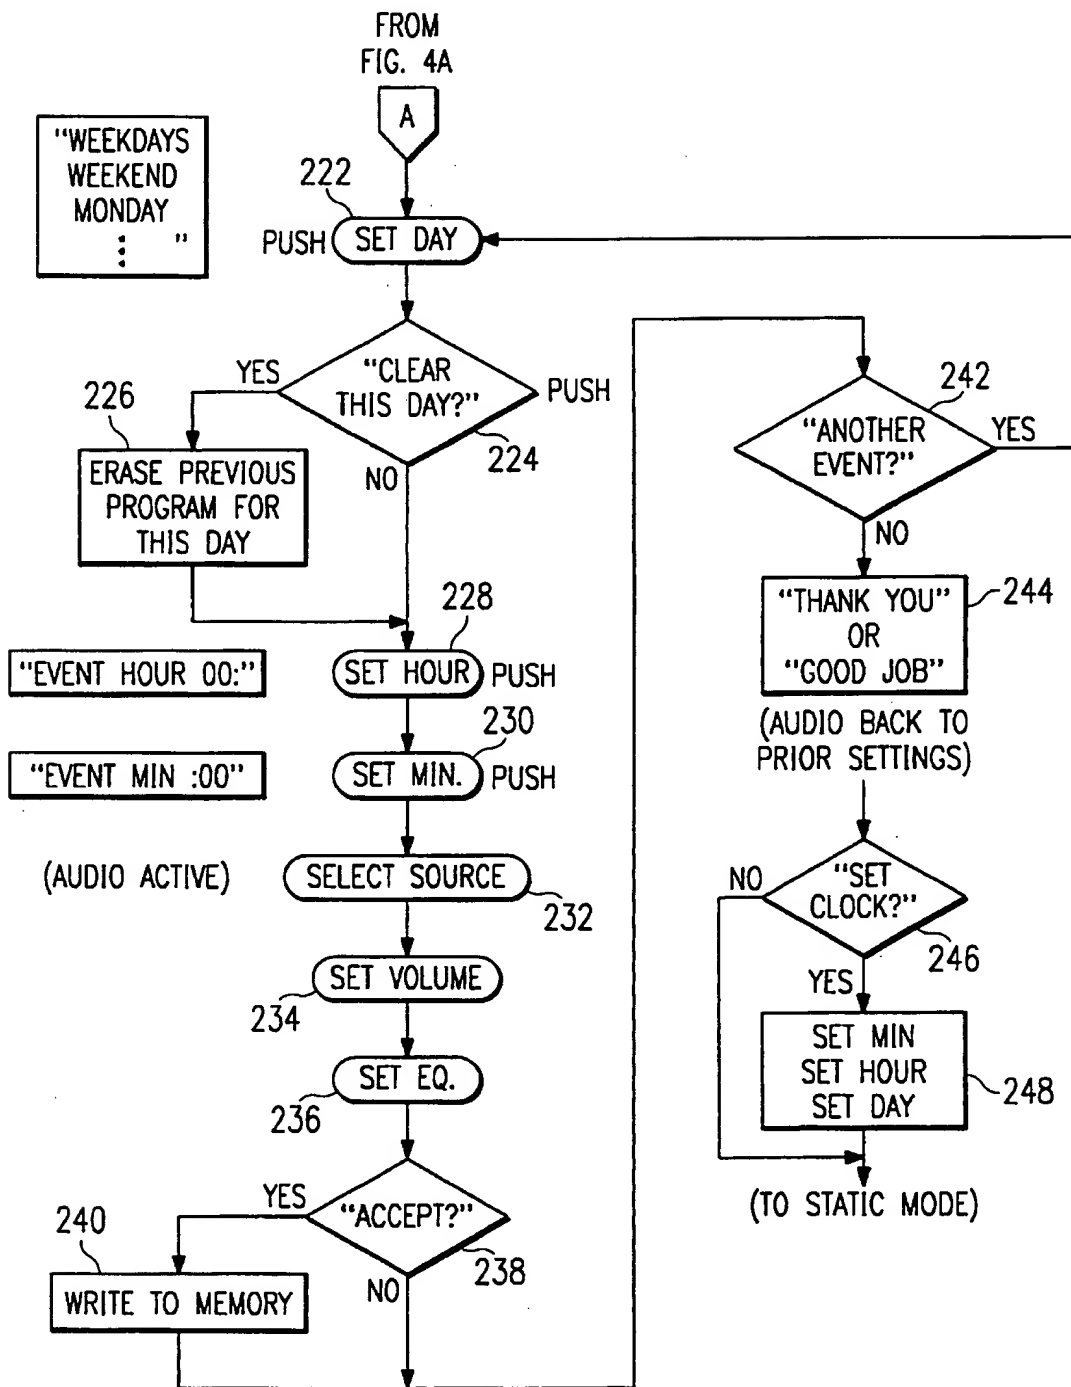 FROM
FIG. 4A
A
"WEEKDAYS
WEEKEND
MONDAY
⋮ "
222
PUSH
SET DAY
YES
"CLEAR
THIS DAY?"
PUSH
224
NO
226
ERASE PREVIOUS
PROGRAM FOR
THIS DAY
228
"EVENT HOUR 00:"
SET HOUR
PUSH
230
"EVENT MIN :00"
SET MIN.
PUSH
(AUDIO ACTIVE)
SELECT SOURCE
232
SET VOLUME
234
SET EQ.
236
YES
"ACCEPT?"
238
NO
240
WRITE TO MEMORY
242
"ANOTHER
EVENT?"
YES
NO
"THANK YOU"
OR
"GOOD JOB"
244
(AUDIO BACK TO
PRIOR SETTINGS)
NO
"SET
CLOCK?"
246
YES
SET MIN
SET HOUR
SET DAY
248
(TO STATIC MODE)